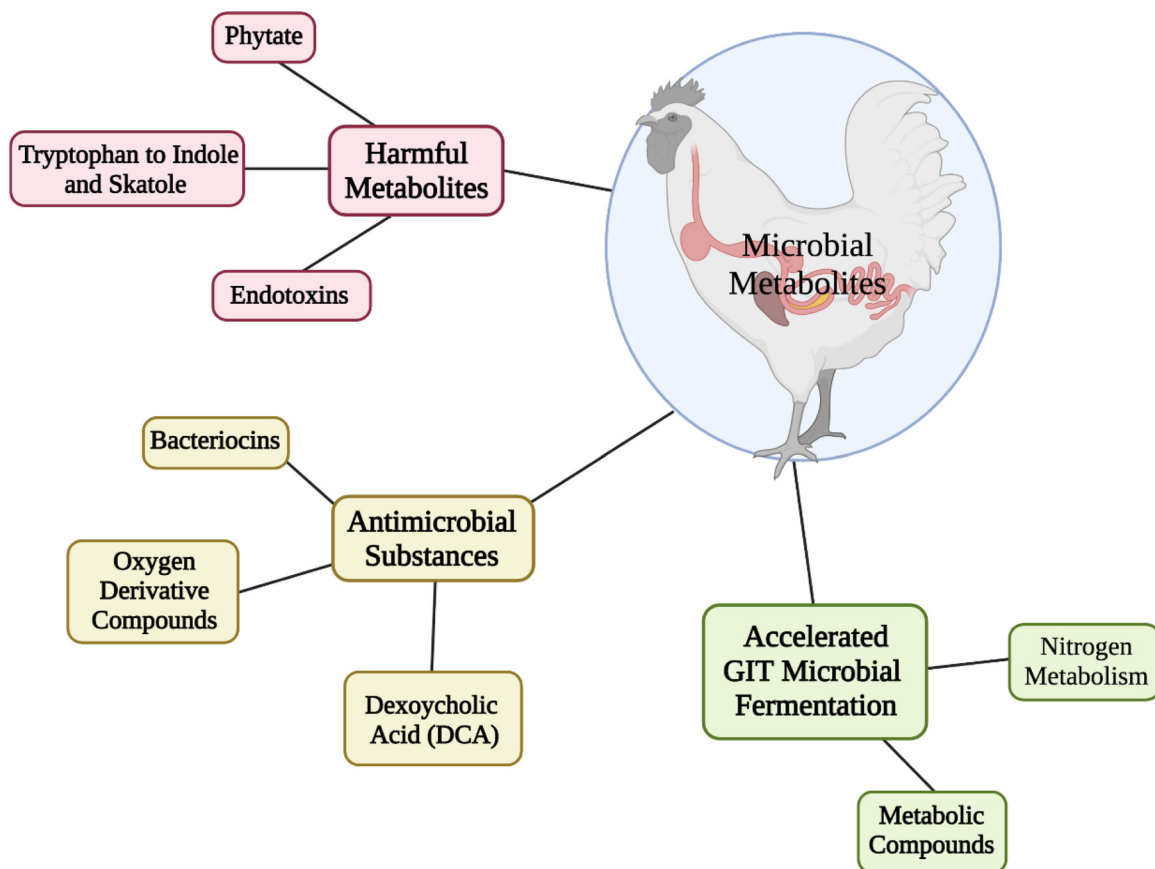 Phytate
Tryptophan to Indole
and Skatole
Harmful
Metabolites
Endotoxins
Microbial
Metabolites
Bacteriocins
Antimicrobial
Substances
Oxygen
Derivative
Compounds
Dexoycholic
Acid (DCA)
Accelerated
GIT Microbial
Fermentation
Nitrogen
Metabolism
Metabolic
Compounds